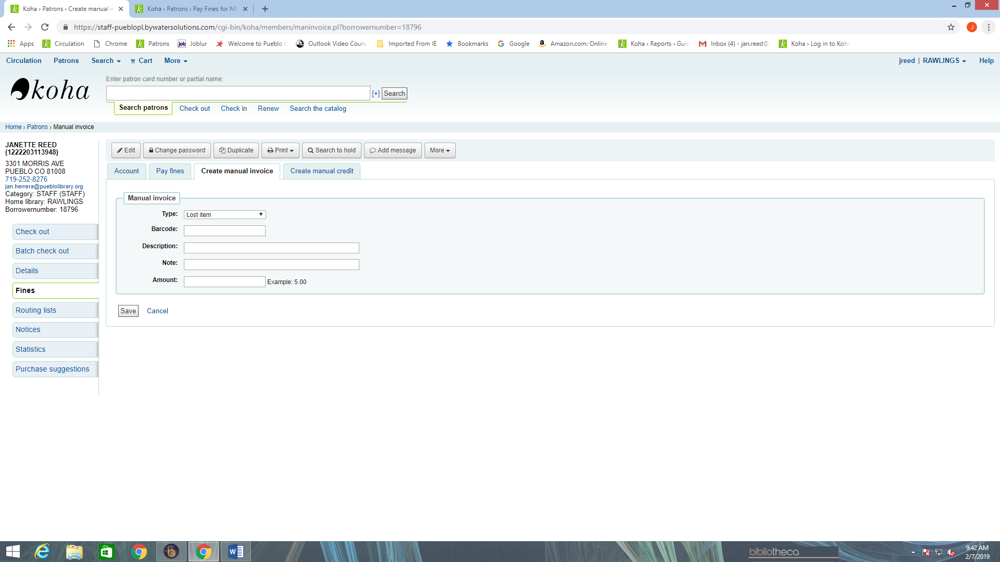 Koha › Patrons › Create manual i
Koha › Patrons › Pay Fines for MI
https://staff-pueblopl.bywatersolutions.com/cgi-bin/koha/members/maninvoice.pl?borrowernumber=18796
J
Apps
Circulation
Chrome
Patrons
job Joblur
Welcome to Pueblo
Outlook Video Cours
Imported From IE
Bookmarks
Google
Amazon.com: Online
Koha › Reports › Guid
Inbox (4) - jan.reed@
Koha › Log in to Koha
Circulation Patrons Search Cart More
jreed | RAWLINGS Help
koha
Enter patron card number or partial name:
[+] Search
Search patrons Check out Check in Renew Search the catalog
Home › Patrons › Manual invoice
JANETTE REED
(1222203113948)
3301 MORRIS AVE
PUEBLO CO 81008
719-252-8276
jan.herrera@pueblolibrary.org
Category: STAFF (STAFF)
Home library: RAWLINGS
Borrowernumber: 18796
Check out
Batch check out
Details
Fines
Routing lists
Notices
Statistics
Purchase suggestions
Edit Change password Duplicate Print Search to hold Add message More
Account Pay fines Create manual invoice Create manual credit
Manual invoice
Type: Lost item
Barcode:
Description:
Note:
Amount: Example: 5.00
Save Cancel
bibliotheca
9:42 AM
2/7/2019